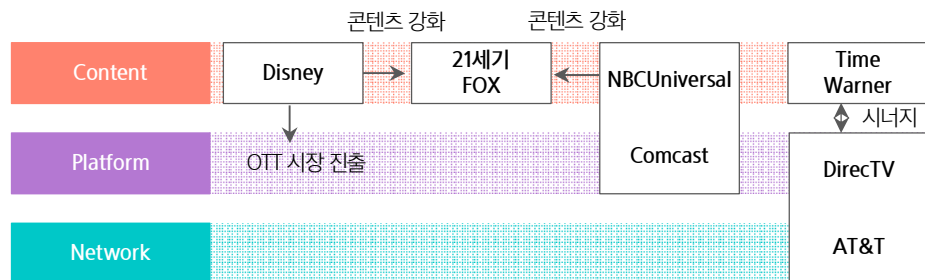 콘텐츠 강화
콘텐츠 강화
Content
Disney
21세기
FOX
NBCUniversal
Time
Warner
시너지
Platform
OTT 시장 진출
Comcast
DirecTV
Network
AT&T